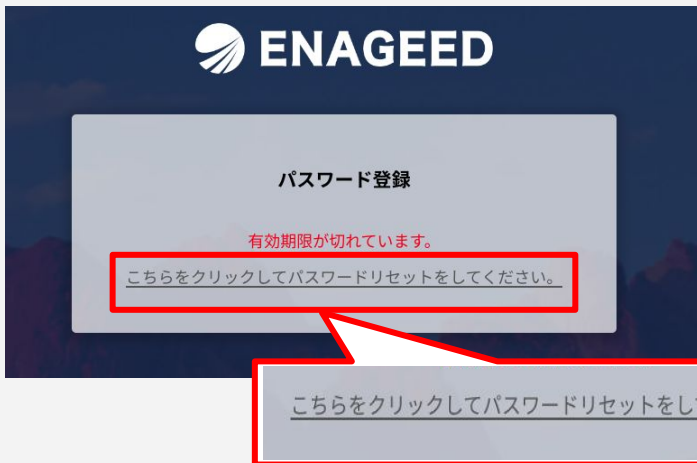 ENAGEED
パスワード登録
有効期限が切れています。
こちらをクリックしてパスワードリセットをしてください。
こちらをクリックしてパスワードリセットをし